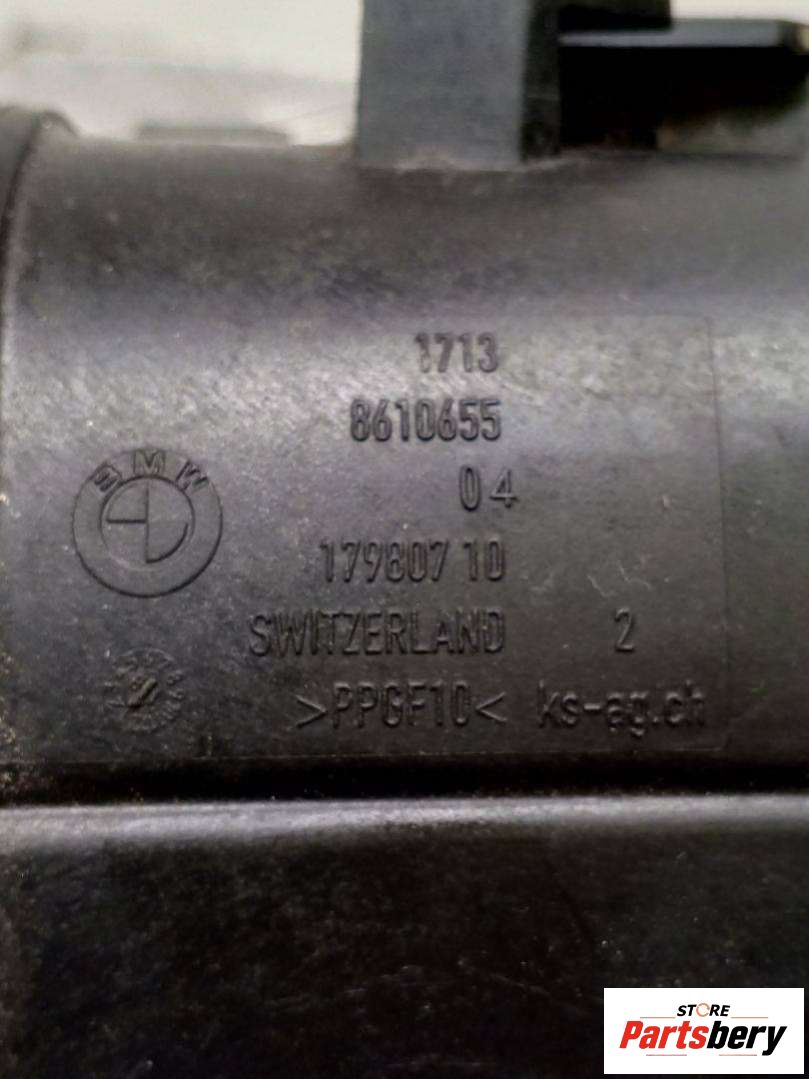 1713
8610655
04
BMW
179807 10
SWITZERLAND 2
>PPGF10< ks-ag.ch
STORE
Partsbery